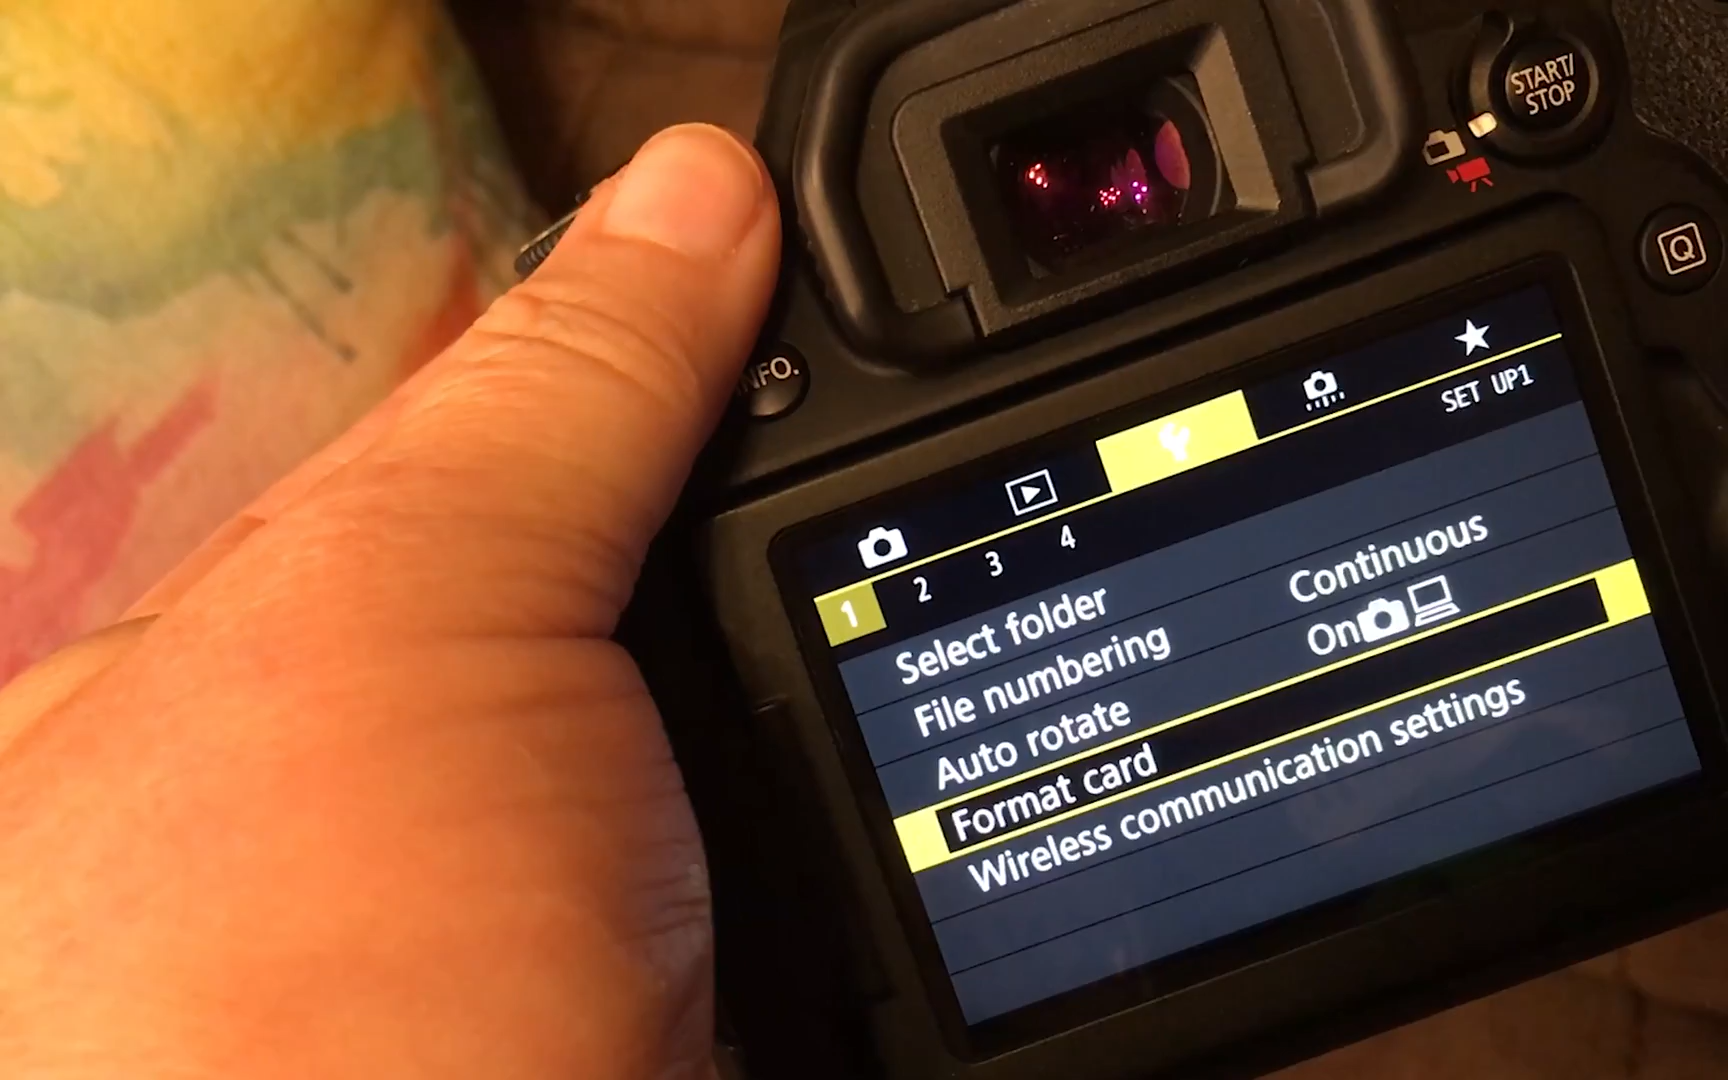 START/
STOP
Q
INFO.
SET UP1
1 2 3 4
Select folder
File numbering Continuous
Auto rotate On
Format card
Wireless communication settings